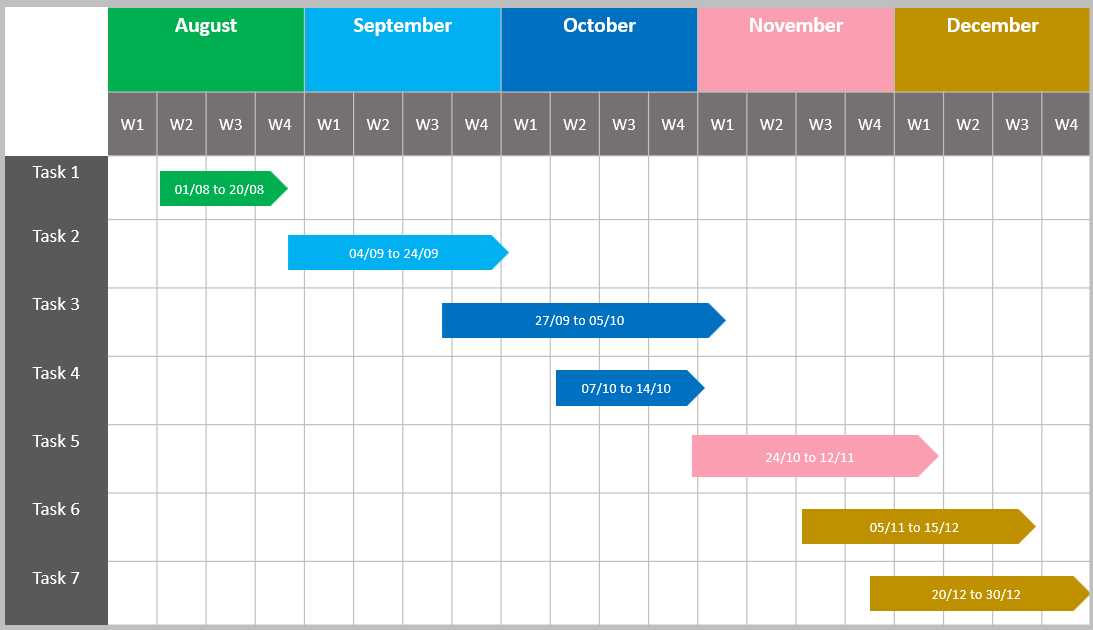 August September October November December
W1 W2 W3 W4 W1 W2 W3 W4 W1 W2 W3 W4 W1 W2 W3 W4 W1 W2 W3 W4
Task 1 01/08 to 20/08
Task 2 04/09 to 24/09
Task 3 27/09 to 05/10
Task 4 07/10 to 14/10
Task 5 24/10 to 12/11
Task 6 05/11 to 15/12
Task 7 20/12 to 30/12